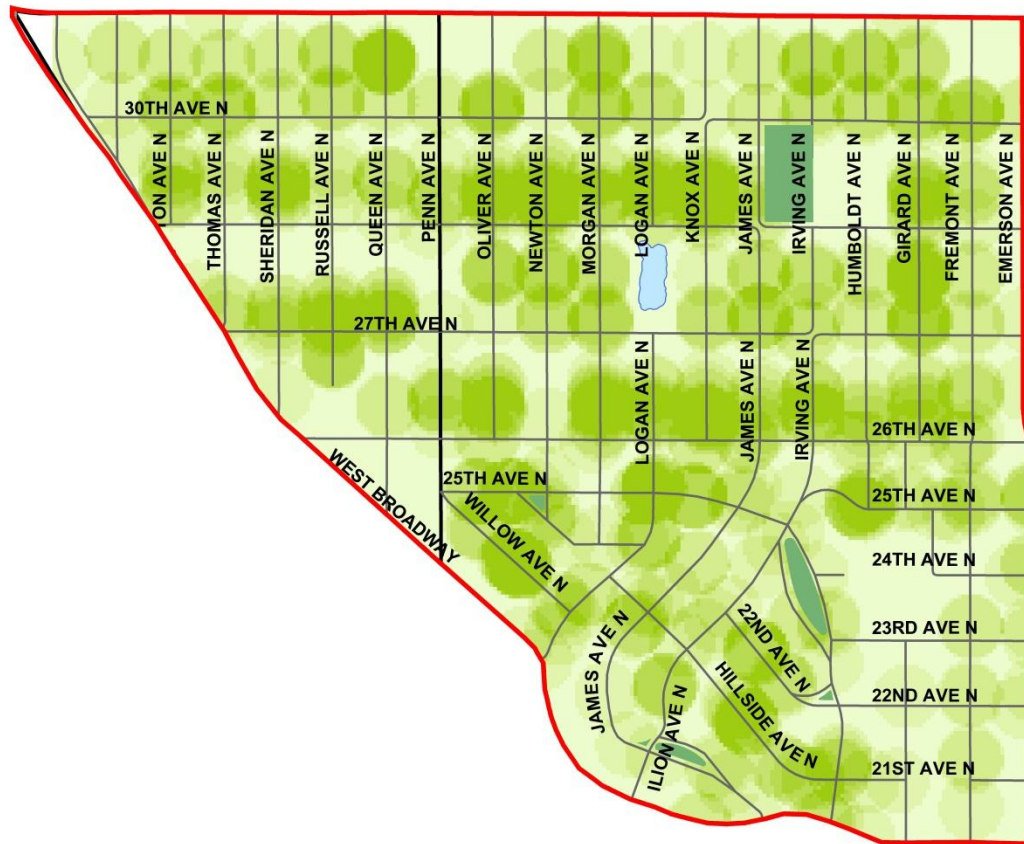 30TH AVE N
ION AVE N
THOMAS AVE N
SHERIDAN AVE N
RUSSELL AVE N
QUEEN AVE N
PENN AVE N
OLIVER AVE N
NEWTON AVE N
MORGAN AVE N
LOGAN AVE N
KNOX AVE N
JAMES AVE N
IRVING AVE N
HUMBOLDT AVE N
GIRARD AVE N
FREMONT AVE N
EMERSON AVE N
27TH AVE N
LOGAN AVE N
JAMES AVE N
IRVING AVE N
26TH AVE N
WEST BROADWAY
25TH AVE N
25TH AVE N
WILLOW AVE N
24TH AVE N
22ND AVE N
23RD AVE N
JAMES AVE N
HILLSIDE AVE N
22ND AVE N
ILION AVE N
21ST AVE N